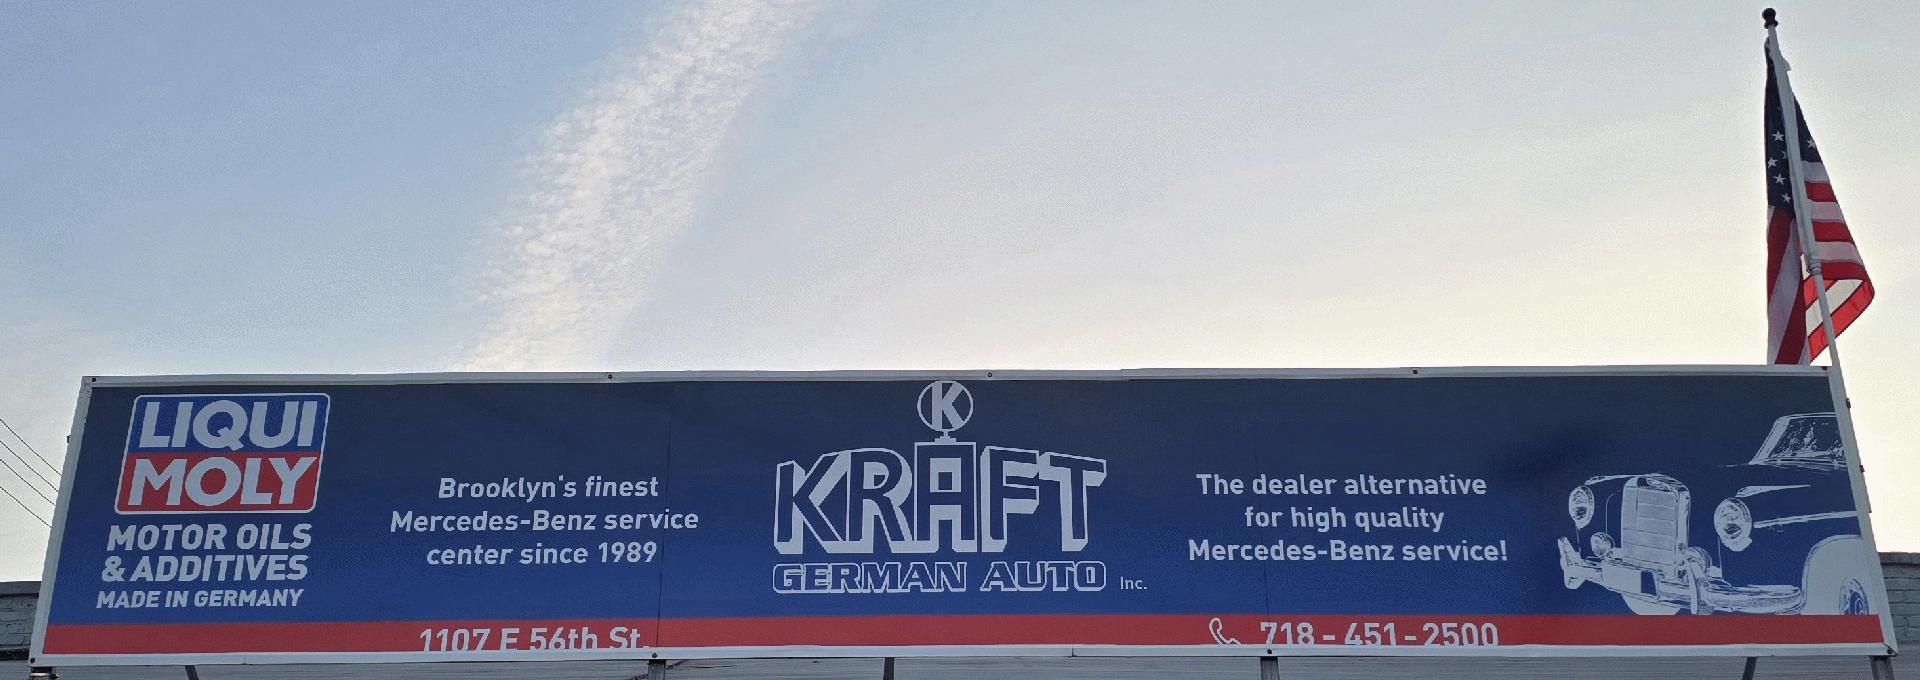 LIQUI
MOLY
MOTOR OILS
& ADDITIVES
MADE IN GERMANY
Brooklyn's finest
Mercedes-Benz service
center since 1989
K
KRAFT
GERMAN AUTO Inc.
The dealer alternative
for high quality
Mercedes-Benz service!
1107 E 56th St.
718-451-2500